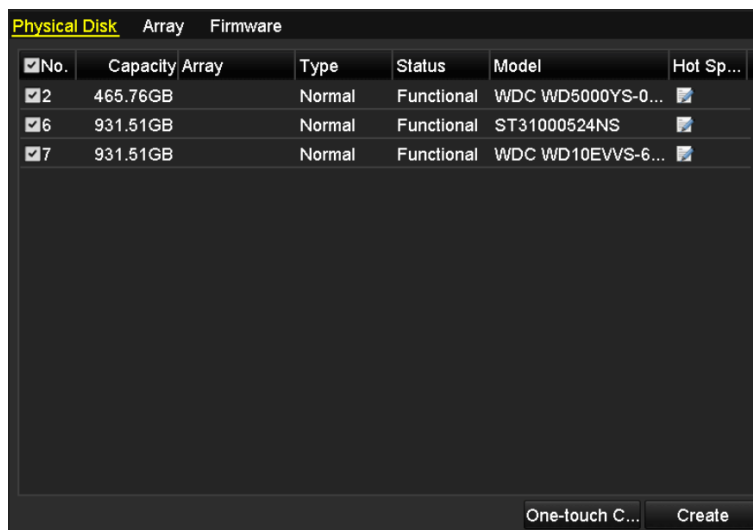 Physical Disk Array Firmware
No. Capacity Array Type Status Model Hot Sp...
2 465.76GB Normal Functional WDC WD5000YS-0...
6 931.51GB Normal Functional ST31000524NS
7 931.51GB Normal Functional WDC WD10EVVS-6...
One-touch C... Create